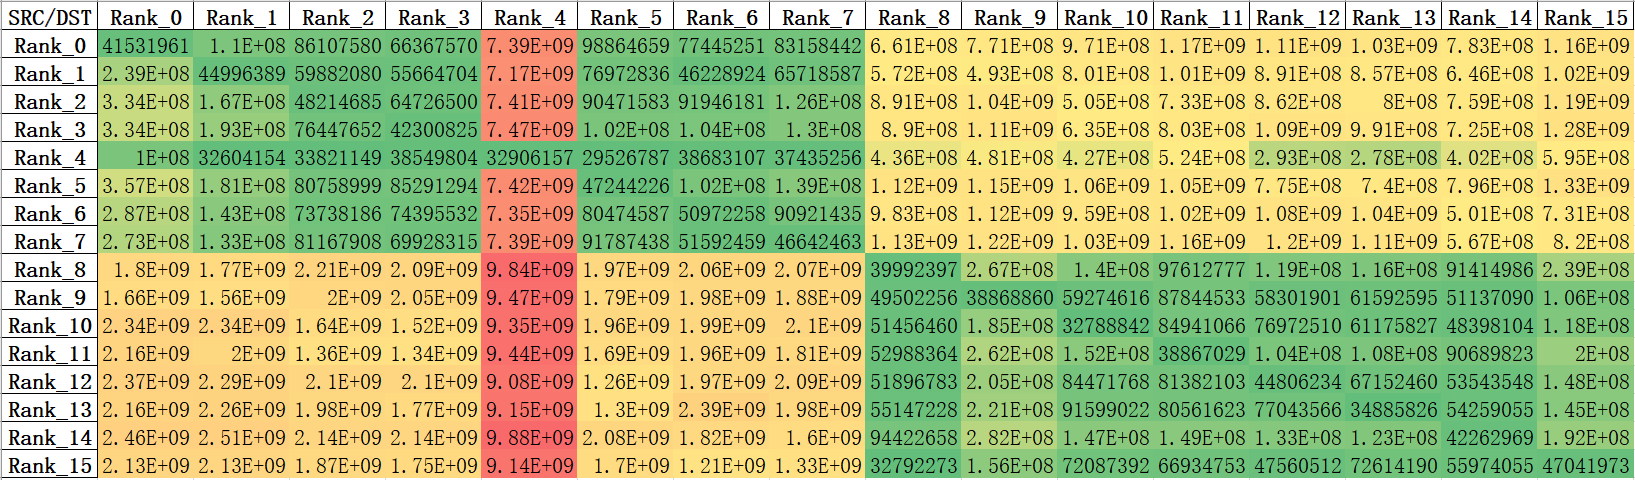 SRC/DST Rank_0 Rank_1 Rank_2 Rank_3 Rank_4 Rank_5 Rank_6 Rank_7 Rank_8 Rank_9 Rank_10 Rank_11 Rank_12 Rank_13 Rank_14 Rank_15
Rank_0 41531961 1.1E+08 86107580 66367570 7.39E+09 98864659 77445251 83158442 6.61E+08 7.71E+08 9.71E+08 1.17E+09 1.11E+09 1.03E+09 7.83E+08 1.16E+09
Rank_1 2.39E+08 44996389 59882080 55664704 7.17E+09 76972836 46228924 65718587 5.72E+08 4.93E+08 8.01E+08 1.01E+09 8.91E+08 8.57E+08 6.46E+08 1.02E+09
Rank_2 3.34E+08 1.67E+08 48214685 64726500 7.41E+09 90471583 91946181 1.26E+08 8.91E+08 1.04E+09 5.05E+08 7.33E+08 8.62E+08 8E+08 7.59E+08 1.19E+09
Rank_3 3.34E+08 1.93E+08 76447652 42300825 7.47E+09 1.02E+08 1.04E+08 1.3E+08 8.9E+08 1.11E+09 6.35E+08 8.03E+08 1.09E+09 9.91E+08 7.25E+08 1.28E+09
Rank_4 1E+08 32604154 33821149 38549804 32906157 29526787 38683107 37435256 4.36E+08 4.81E+08 4.27E+08 5.24E+08 2.93E+08 2.78E+08 4.02E+08 5.95E+08
Rank_5 3.57E+08 1.81E+08 80758999 85291294 7.42E+09 47244226 1.02E+08 1.39E+08 1.12E+09 1.15E+09 1.06E+09 1.05E+09 7.75E+08 7.4E+08 7.96E+08 1.33E+09
Rank_6 2.87E+08 1.43E+08 73738186 74395532 7.35E+09 80474587 50972258 90921435 9.83E+08 1.12E+09 9.59E+08 1.02E+09 1.08E+09 1.04E+09 5.01E+08 7.31E+08
Rank_7 2.73E+08 1.33E+08 81167908 69928315 7.39E+09 91787438 51592459 46642463 1.13E+09 1.22E+09 1.03E+09 1.16E+09 1.2E+09 1.11E+09 5.67E+08 8.2E+08
Rank_8 1.8E+09 1.77E+09 2.21E+09 2.09E+09 9.84E+09 1.97E+09 2.06E+09 2.07E+09 39992397 2.67E+08 1.4E+08 97612777 1.19E+08 1.16E+08 91414986 2.39E+08
Rank_9 1.66E+09 1.56E+09 2E+09 2.05E+09 9.47E+09 1.79E+09 1.98E+09 1.88E+09 49502256 38868860 59274616 87844533 58301901 61592595 51137090 1.06E+08
Rank_10 2.34E+09 2.34E+09 1.64E+09 1.52E+09 9.35E+09 1.96E+09 1.99E+09 2.1E+09 51456460 1.85E+08 32788842 84941066 76972510 61175827 48398104 1.18E+08
Rank_11 2.16E+09 2E+09 1.36E+09 1.34E+09 9.44E+09 1.69E+09 1.96E+09 1.81E+09 52988364 2.62E+08 1.52E+08 38867029 1.04E+08 1.08E+08 90689823 2E+08
Rank_12 2.37E+09 2.29E+09 2.1E+09 2.1E+09 9.08E+09 1.26E+09 1.97E+09 2.09E+09 51896783 2.05E+08 84471768 81382103 44806234 67152460 53543548 1.48E+08
Rank_13 2.16E+09 2.26E+09 1.98E+09 1.77E+09 9.15E+09 1.3E+09 2.39E+09 1.98E+09 55147228 2.21E+08 91599022 80561623 77043566 34885826 54259055 1.45E+08
Rank_14 2.46E+09 2.51E+09 2.14E+09 2.14E+09 9.88E+09 2.08E+09 1.82E+09 1.6E+09 94422658 2.82E+08 1.47E+08 1.49E+08 1.33E+08 1.23E+08 42262969 1.92E+08
Rank_15 2.13E+09 2.13E+09 1.87E+09 1.75E+09 9.14E+09 1.7E+09 1.21E+09 1.33E+09 32792273 1.56E+08 72087392 66934753 47560512 72614190 55974055 47041973